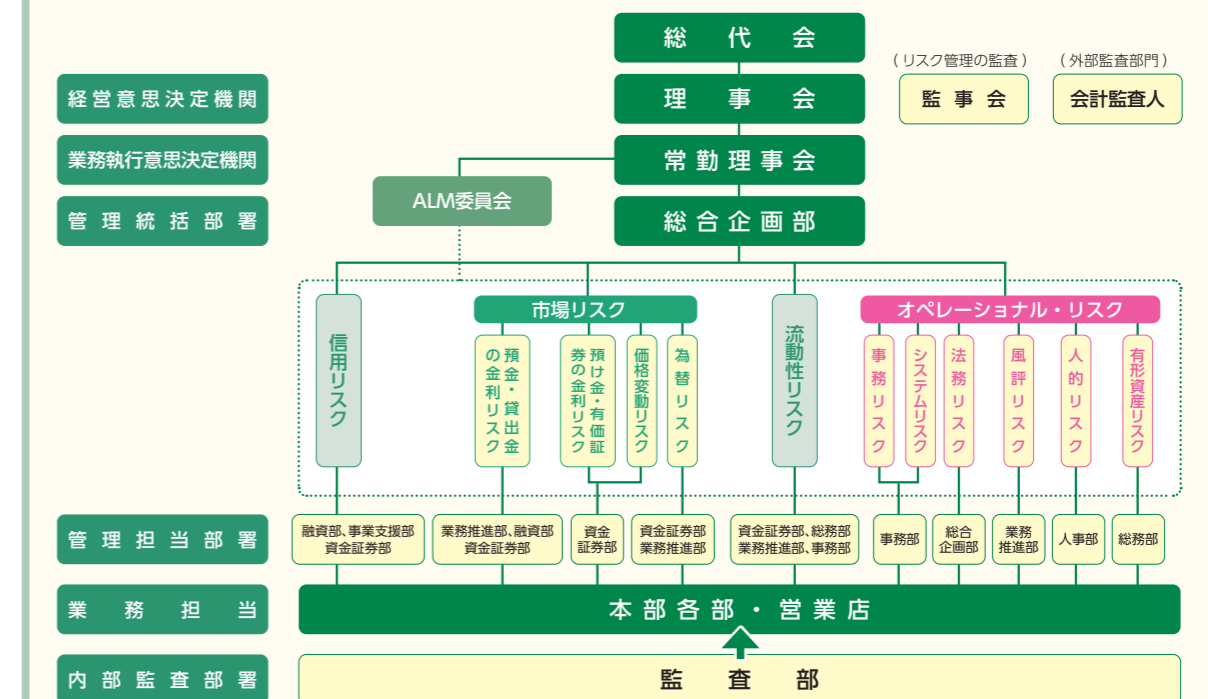 総代会
(リスク管理の監査)
(外部監査部門)
経営意思決定機関
理事会
監事会
会計監査人
業務執行意思決定機関
常勤理事会
ALM委員会
管理統括部署
総合企画部
信用リスク
市場リスク
預金・貸出金
の金利リスク
預け金・有価証
券の金利リスク
価格変動リスク
為替リスク
流動性リスク
オペレーショナル・リスク
事務リスク
システムリスク
法務リスク
風評リスク
人的リスク
有形資産リスク
管理担当部署
融資部、事業支援部
資金証券部
業務推進部、融資部
資金証券部
資金
証券部
資金証券部
業務推進部
資金証券部、総務部
業務推進部、事務部
事務部
総合
企画部
業務
推進部
人事部
総務部
業務担当
本部各部・営業店
内部監査部署
監査部